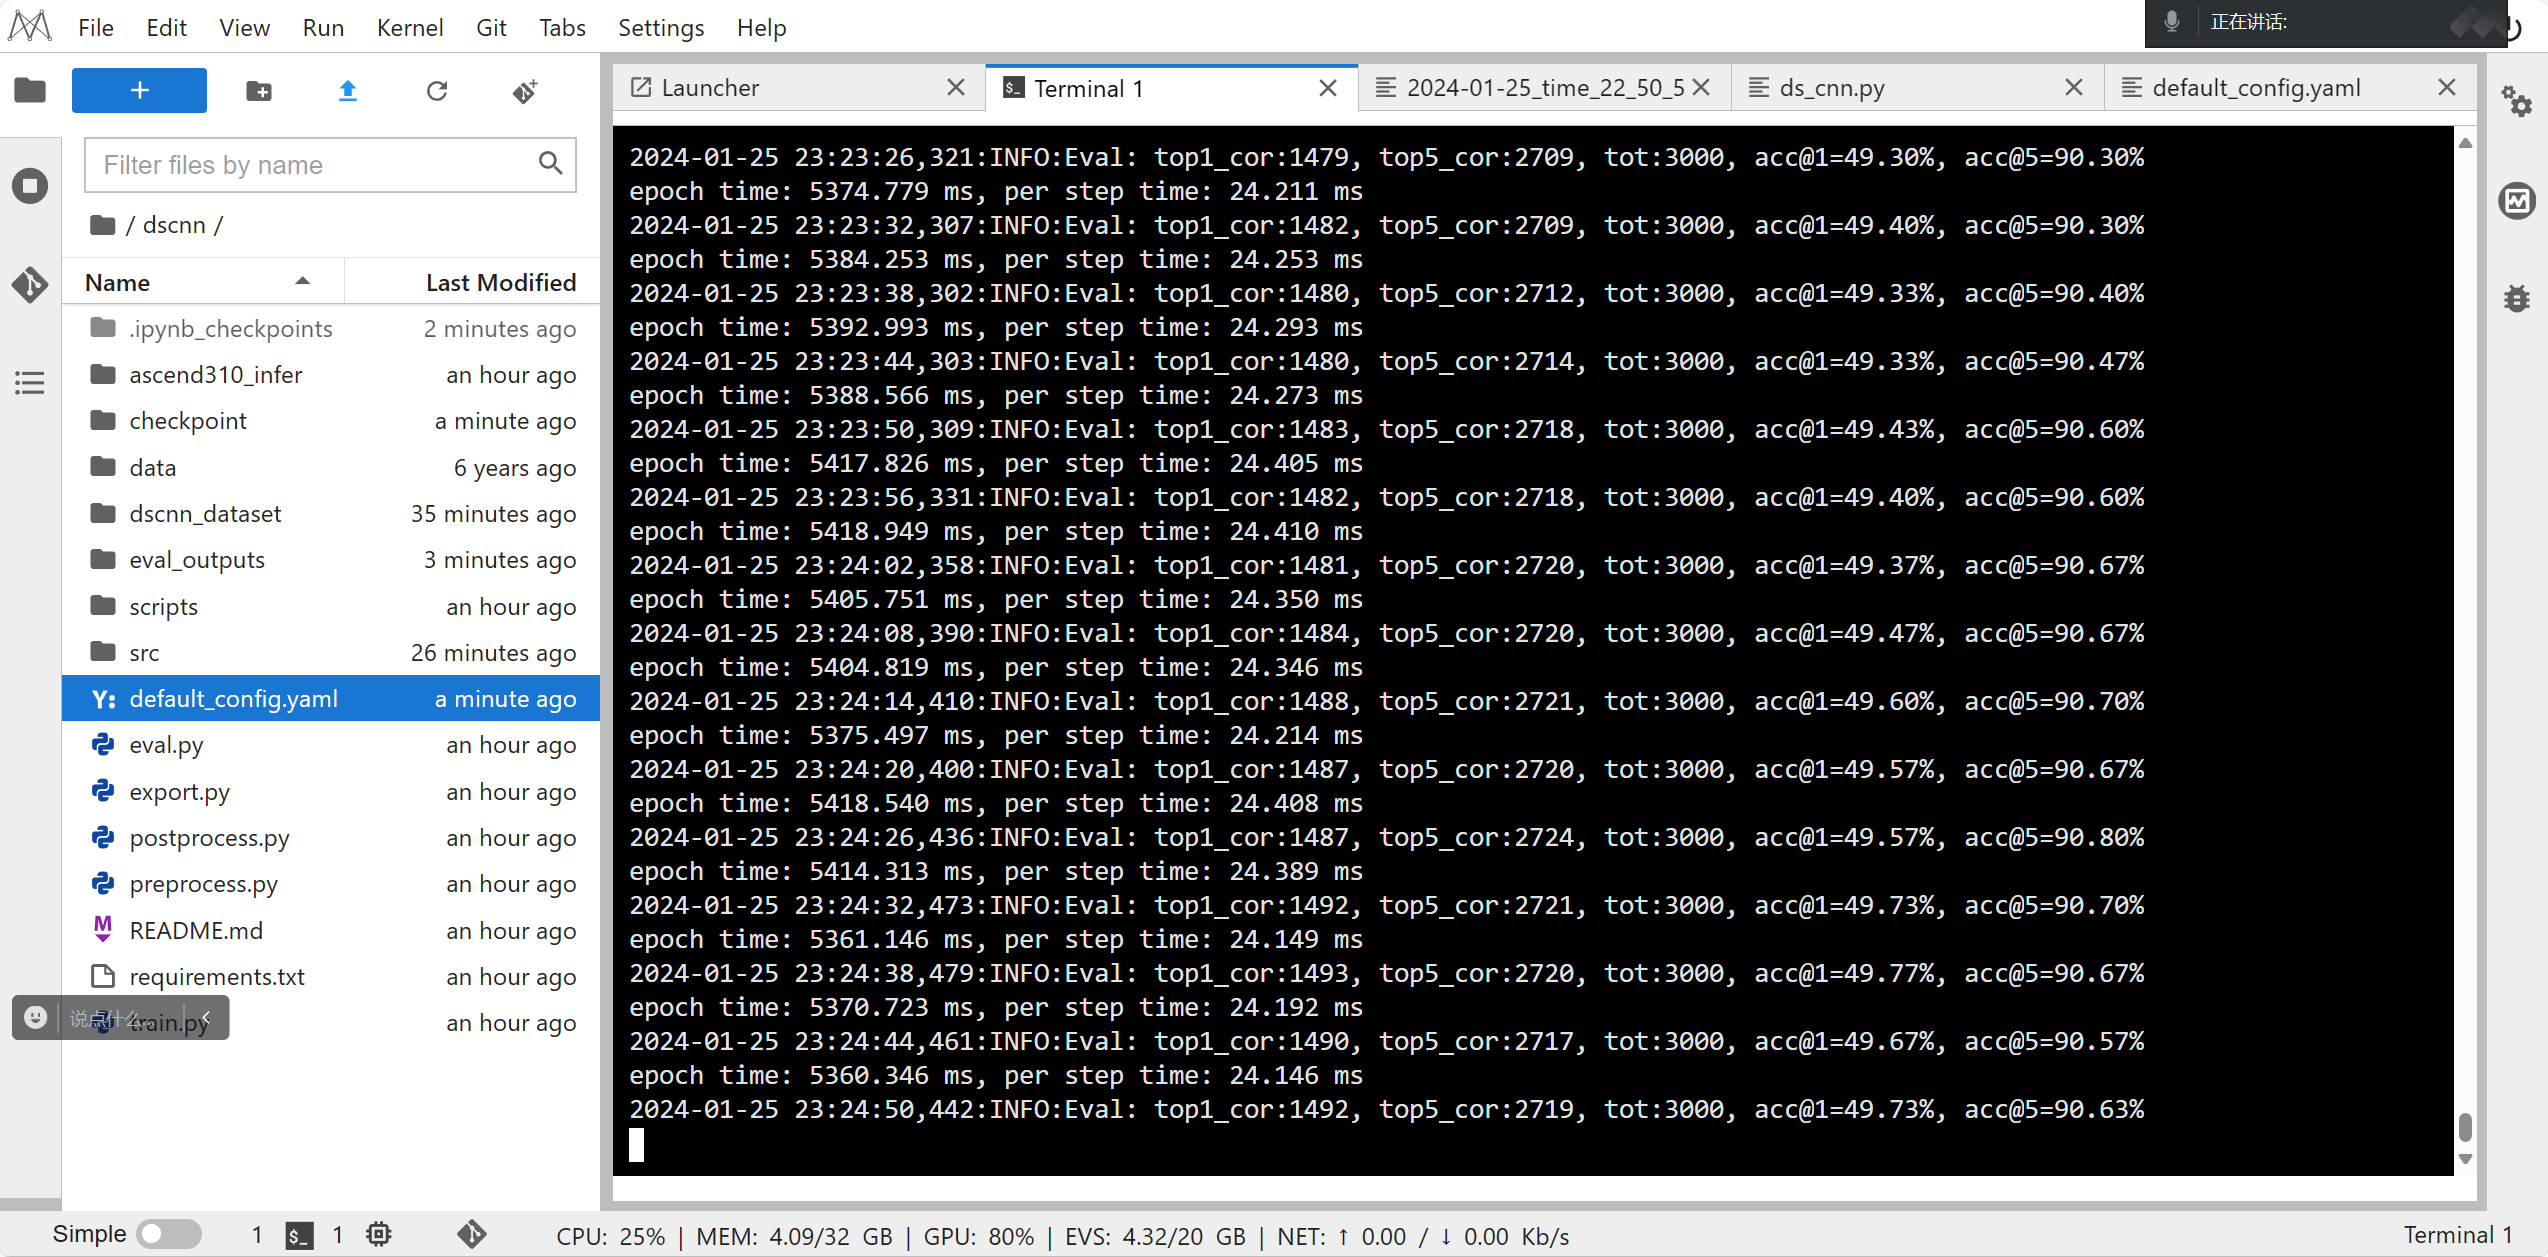 File Edit View Run Kernel Git Tabs Settings Help
正在讲话:
Launcher
Terminal 1
2024-01-25_time_22_50_5
ds_cnn.py
default_config.yaml
Filter files by name
/ dscnn /
Name Last Modified
.ipynb_checkpoints 2 minutes ago
ascend310_infer an hour ago
checkpoint a minute ago
data 6 years ago
dscnn_dataset 35 minutes ago
eval_outputs 3 minutes ago
scripts an hour ago
src 26 minutes ago
default_config.yaml a minute ago
eval.py an hour ago
export.py an hour ago
postprocess.py an hour ago
preprocess.py an hour ago
README.md an hour ago
requirements.txt an hour ago
train.py an hour ago
说点什么...
2024-01-25 23:23:26,321:INFO:Eval: top1_cor:1479, top5_cor:2709, tot:3000, acc@1=49.30%, acc@5=90.30%
epoch time: 5374.779 ms, per step time: 24.211 ms
2024-01-25 23:23:32,307:INFO:Eval: top1_cor:1482, top5_cor:2709, tot:3000, acc@1=49.40%, acc@5=90.30%
epoch time: 5384.253 ms, per step time: 24.253 ms
2024-01-25 23:23:38,302:INFO:Eval: top1_cor:1480, top5_cor:2712, tot:3000, acc@1=49.33%, acc@5=90.40%
epoch time: 5392.993 ms, per step time: 24.293 ms
2024-01-25 23:23:44,303:INFO:Eval: top1_cor:1480, top5_cor:2714, tot:3000, acc@1=49.33%, acc@5=90.47%
epoch time: 5388.566 ms, per step time: 24.273 ms
2024-01-25 23:23:50,309:INFO:Eval: top1_cor:1483, top5_cor:2718, tot:3000, acc@1=49.43%, acc@5=90.60%
epoch time: 5417.826 ms, per step time: 24.405 ms
2024-01-25 23:23:56,331:INFO:Eval: top1_cor:1482, top5_cor:2718, tot:3000, acc@1=49.40%, acc@5=90.60%
epoch time: 5418.949 ms, per step time: 24.410 ms
2024-01-25 23:24:02,358:INFO:Eval: top1_cor:1481, top5_cor:2720, tot:3000, acc@1=49.37%, acc@5=90.67%
epoch time: 5405.751 ms, per step time: 24.350 ms
2024-01-25 23:24:08,390:INFO:Eval: top1_cor:1484, top5_cor:2720, tot:3000, acc@1=49.47%, acc@5=90.67%
epoch time: 5404.819 ms, per step time: 24.346 ms
2024-01-25 23:24:14,410:INFO:Eval: top1_cor:1488, top5_cor:2721, tot:3000, acc@1=49.60%, acc@5=90.70%
epoch time: 5375.497 ms, per step time: 24.214 ms
2024-01-25 23:24:20,400:INFO:Eval: top1_cor:1487, top5_cor:2720, tot:3000, acc@1=49.57%, acc@5=90.67%
epoch time: 5418.540 ms, per step time: 24.408 ms
2024-01-25 23:24:26,436:INFO:Eval: top1_cor:1487, top5_cor:2724, tot:3000, acc@1=49.57%, acc@5=90.80%
epoch time: 5414.313 ms, per step time: 24.389 ms
2024-01-25 23:24:32,473:INFO:Eval: top1_cor:1492, top5_cor:2721, tot:3000, acc@1=49.73%, acc@5=90.70%
epoch time: 5361.146 ms, per step time: 24.149 ms
2024-01-25 23:24:38,479:INFO:Eval: top1_cor:1493, top5_cor:2720, tot:3000, acc@1=49.77%, acc@5=90.67%
epoch time: 5370.723 ms, per step time: 24.192 ms
2024-01-25 23:24:44,461:INFO:Eval: top1_cor:1490, top5_cor:2717, tot:3000, acc@1=49.67%, acc@5=90.57%
epoch time: 5360.346 ms, per step time: 24.146 ms
2024-01-25 23:24:50,442:INFO:Eval: top1_cor:1492, top5_cor:2719, tot:3000, acc@1=49.73%, acc@5=90.63%
Simple 1 1 CPU: 25% | MEM: 4.09/32 GB | GPU: 80% | EVS: 4.32/20 GB | NET: ↑ 0.00 / ↓ 0.00 Kb/s Terminal 1